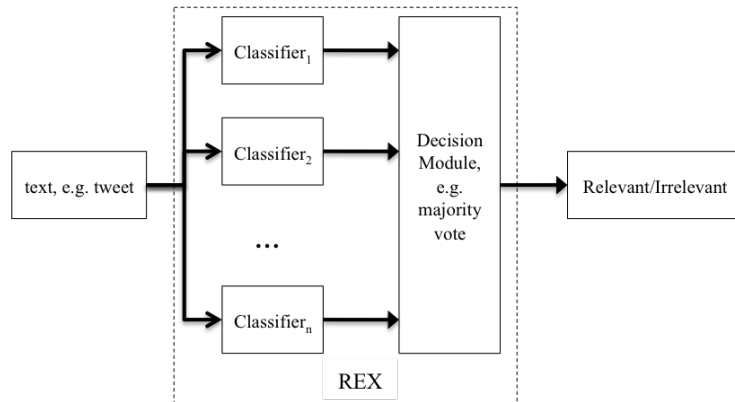 text, e.g. tweet
Classifier₁
Classifier₂
...
Classifierₙ
Decision
Module,
e.g.
majority
vote
Relevant/Irrelevant
REX